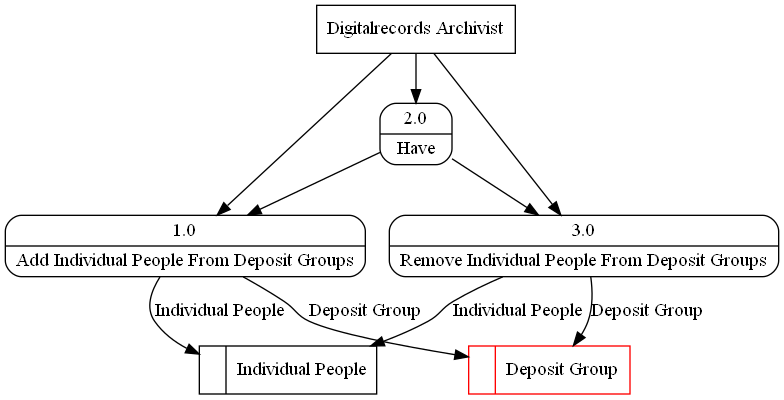 Digitalrecords Archivist
2.0
Have
1.0
Add Individual People From Deposit Groups
3.0
Remove Individual People From Deposit Groups
Individual People
Deposit Group
Individual People
Deposit Group
Individual People
Deposit Group